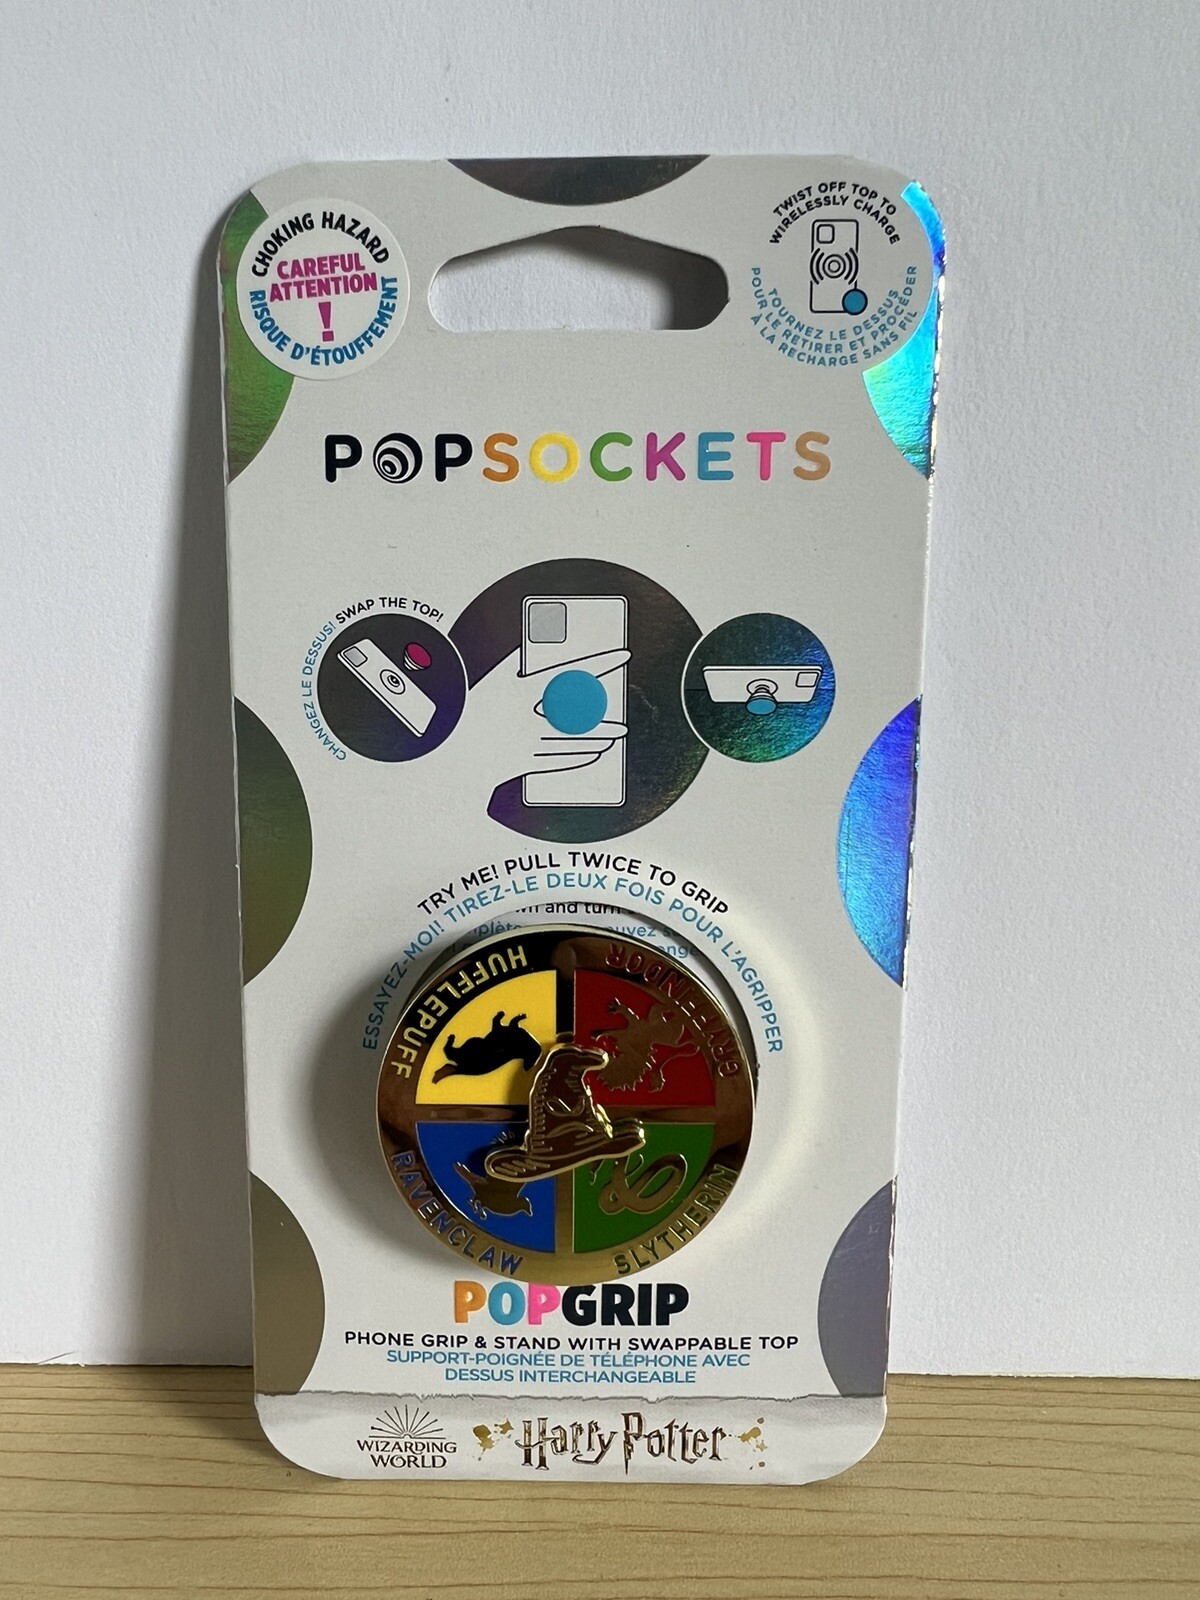 CHOKING HAZARD
CAREFUL
ATTENTION
!
RISQUE D'ÉTOUFFEMENT
TWIST OFF TOP TO
WIRELESSLY CHARGE
TOURNEZ LE DESSUS
POUR LE RETIRER ET PROCÉDER
À LA RECHARGE SANS FIL
POPSOCKETS
SWAP THE TOP!
CHANGEZ LE DESSUS!
TRY ME! PULL TWICE TO GRIP
ESSAYEZ-MOI! TIREZ-LE DEUX FOIS POUR L'AGRIPPER
and turn
HUFFLEPUFF
GRYFFINDOR
RAVENCLAW
SLYTHERIN
POPGRIP
PHONE GRIP & STAND WITH SWAPPABLE TOP
SUPPORT-POIGNÉE DE TÉLÉPHONE AVEC
DESSUS INTERCHANGEABLE
WIZARDING
WORLD
Harry Potter